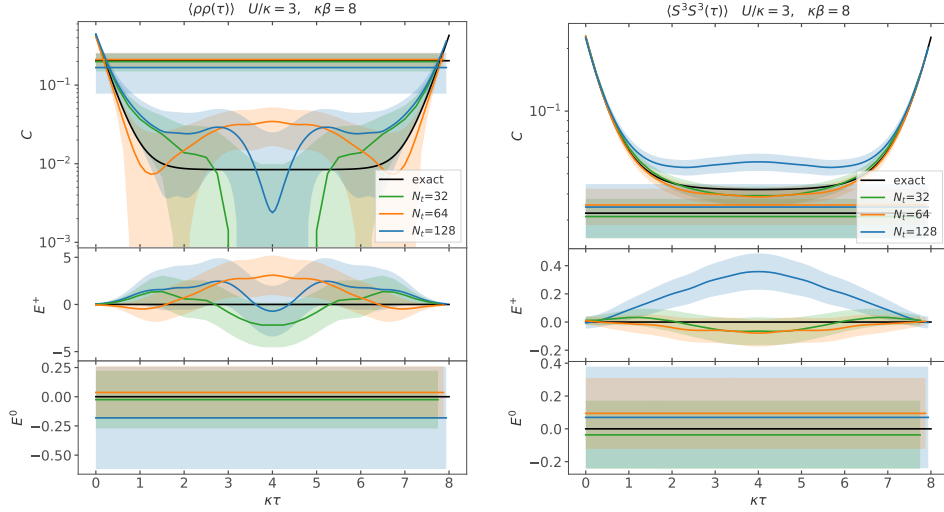 ⟨ρρ(τ)⟩ U/κ = 3, κβ = 8
C
10⁻¹
10⁻²
10⁻³
exact
Nₜ=32
Nₜ=64
Nₜ=128
E⁺
5
0
−5
E⁰
0.25
0.00
−0.25
−0.50
0 1 2 3 4 5 6 7 8
κτ
⟨S³S³(τ)⟩ U/κ = 3, κβ = 8
C
10⁻¹
exact
Nₜ=32
Nₜ=64
Nₜ=128
E⁺
0.4
0.2
0.0
−0.2
E⁰
0.4
0.2
0.0
−0.2
0 1 2 3 4 5 6 7 8
κτ